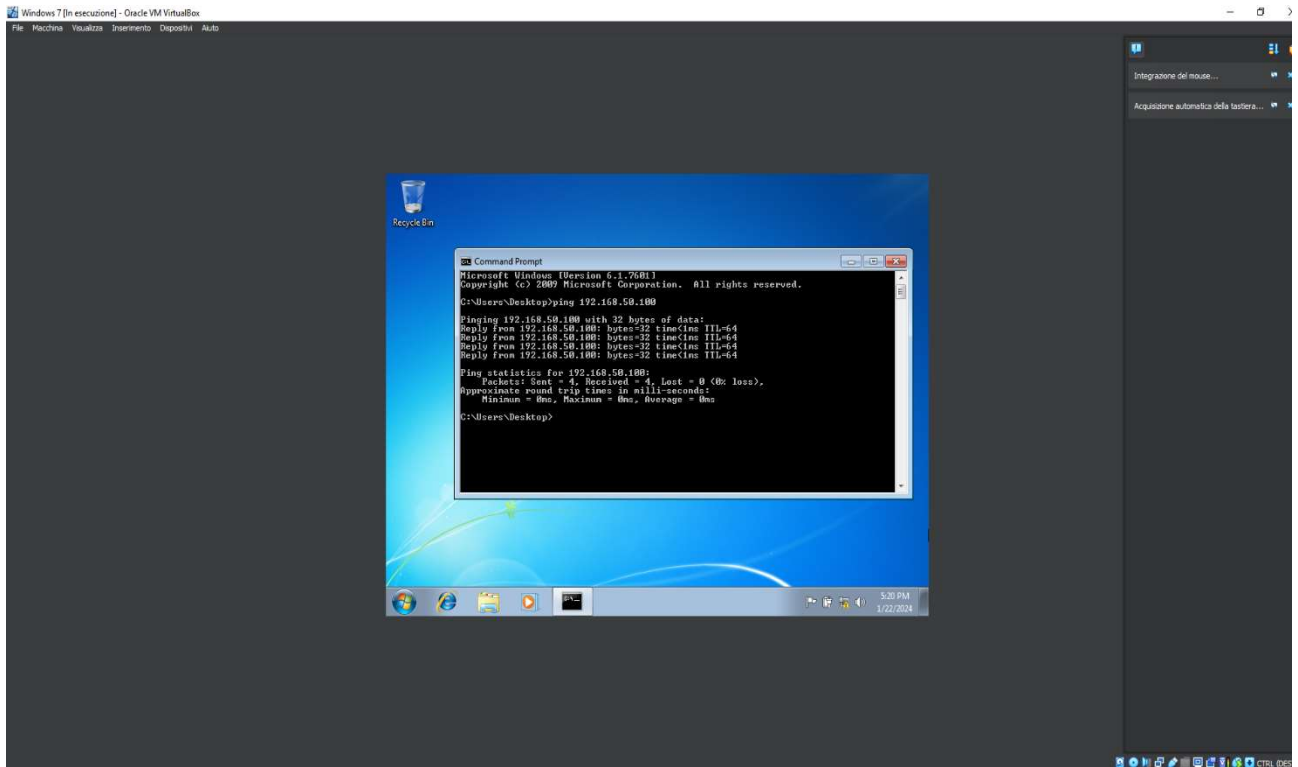 Windows 7 [In esecuzione] - Oracle VM VirtualBox
File Macchina Visualizza Inserimento Dispositivi Aiuto
Integrazione del mouse...
Acquisizione automatica della tastiera...
Recycle Bin
Command Prompt
Microsoft Windows [Version 6.1.7601]
Copyright (c) 2009 Microsoft Corporation. All rights reserved.
C:\Users\Desktop>ping 192.168.50.100
Pinging 192.168.50.100 with 32 bytes of data:
Reply from 192.168.50.100: bytes=32 time<1ms TTL=64
Reply from 192.168.50.100: bytes=32 time<1ms TTL=64
Reply from 192.168.50.100: bytes=32 time<1ms TTL=64
Reply from 192.168.50.100: bytes=32 time<1ms TTL=64
Ping statistics for 192.168.50.100:
Packets: Sent = 4, Received = 4, Lost = 0 (0% loss),
Approximate round trip times in milli-seconds:
Minimum = 0ms, Maximum = 0ms, Average = 0ms
C:\Users\Desktop>
5:20 PM
1/22/2024
CTRL (DES